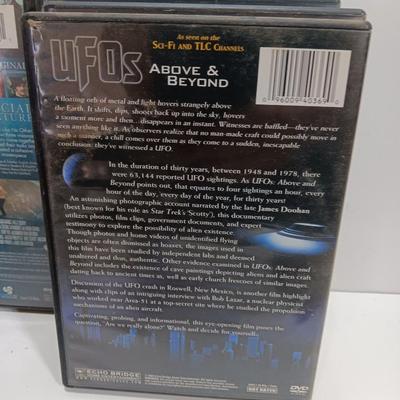 As seen on the
SCI-FI AND TLC CHANNELS
UFOs
ABOVE &
BEYOND
0 96009 40369 0
A floating orb of metal and light hovers strangely above
the Earth. It shifts, dips, shoots back up into the sky, hovers
a moment more and then... disappears in an instant. Witnesses are baffled—they've never
seen anything like it. As observers realize that no man-made craft could possibly move in
such a manner, a chill comes over them as they come to a sudden, inescapable
conclusion: they've witnessed a UFO.
In the duration of thirty years, between 1948 and 1978,
there were 63,144 reported UFO sightings. As UFOs: Above and
Beyond points out, that equates to four sightings an hour, every
hour of the day, every day of the year, for thirty years!
An astonishing photographic account narrated by the late James Doohan
(best known for his role as Star Trek's 'Scotty'), this documentary
utilizes photos, film clips, government documents, and expert
testimony to explore the possibility of alien existence.
Though photos and home videos of unidentified flying
objects are often dismissed as hoaxes, the images used in
this film have been studied by independent labs and deemed
unaltered and thus, authentic. Other evidence examined in UFOs: Above and
Beyond includes the existence of cave paintings depicting aliens and alien craft
dating back to ancient times as, well as early church frescoes of similar images.
Discussion of the UFO crash in Roswell, New Mexico, is another film highlight
along with clips of an intriguing interview with Bob Lazar, a nuclear physicist
who worked near Area-51 at a top-secret site where he studied the propulsion
mechanisms of an alien aircraft.
Captivating, probing, and informational, this eye-opening film poses the
question, "Are we really alone?" Watch and decide for yourself...
ECHO BRIDGE
HOME ENTERTAINMENT
NOT RATED
DVD